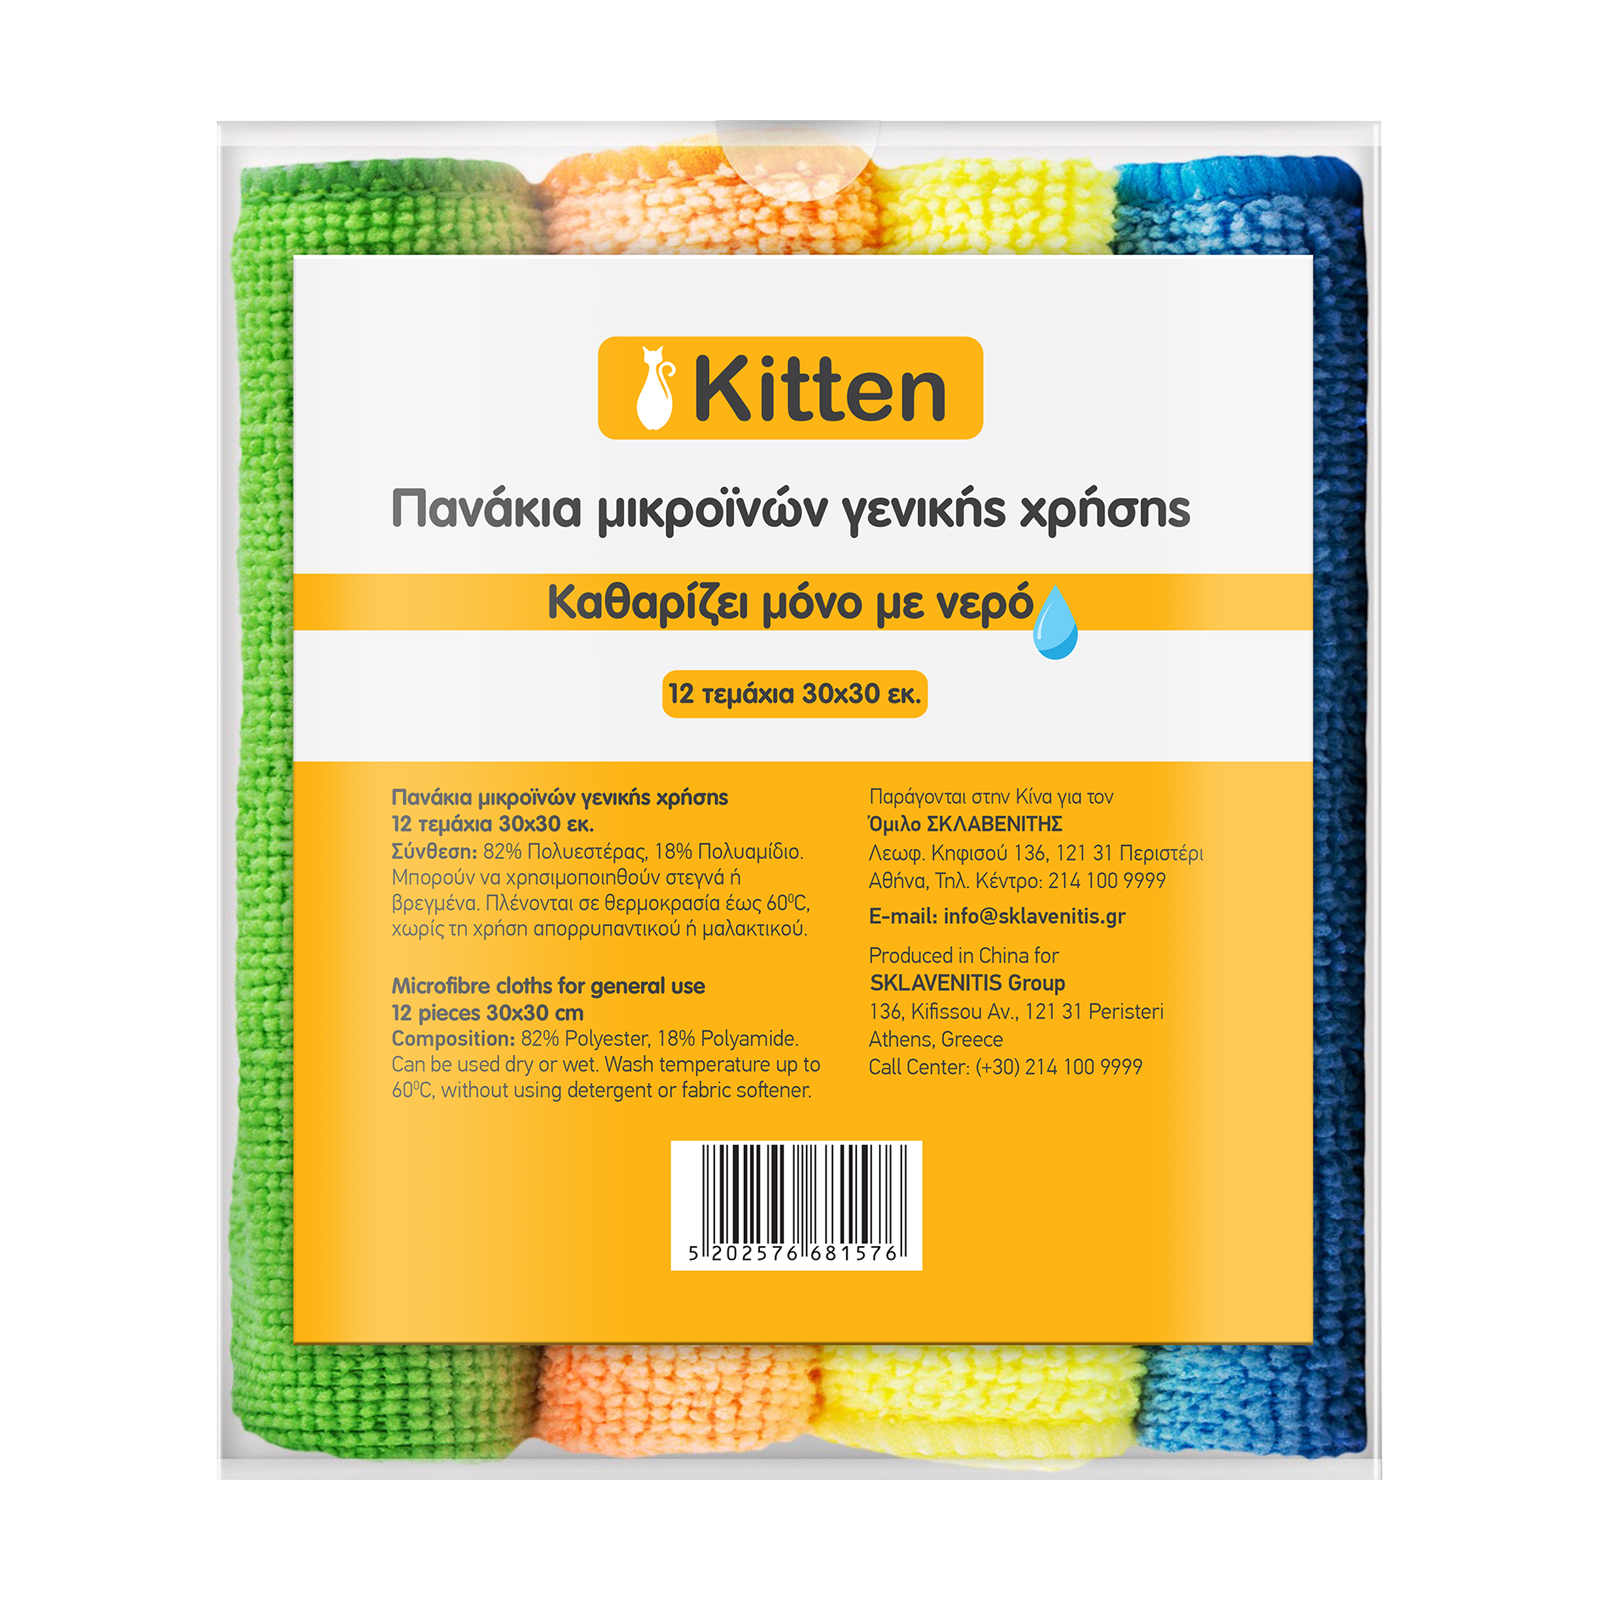 Kitten
Πανάκια μικροϊνών γενικής χρήσης
Καθαρίζει μόνο με νερό
12 τεμάχια 30x30 εκ.
Πανάκια μικροϊνών γενικής χρήσης
12 τεμάχια 30x30 εκ.
Σύνθεση: 82% Πολυεστέρας, 18% Πολυαμίδιο.
Μπορούν να χρησιμοποιηθούν στεγνά ή
βρεγμένα. Πλένονται σε θερμοκρασία έως 60⁰C,
χωρίς τη χρήση απορρυπαντικού ή μαλακτικού.
Microfibre cloths for general use
12 pieces 30x30 cm
Composition: 82% Polyester, 18% Polyamide.
Can be used dry or wet. Wash temperature up to
60⁰C, without using detergent or fabric softener.
Παράγονται στην Κίνα για τον
Όμιλο ΣΚΛΑΒΕΝΙΤΗΣ
Λεωφ. Κηφισού 136, 121 31 Περιστέρι
Αθήνα, Τηλ. Κέντρο: 214 100 9999
E-mail: info@sklavenitis.gr
Produced in China for
SKLAVENITIS Group
136, Kifissou Av., 121 31 Peristeri
Athens, Greece
Call Center: (+30) 214 100 9999
5 202576 681576